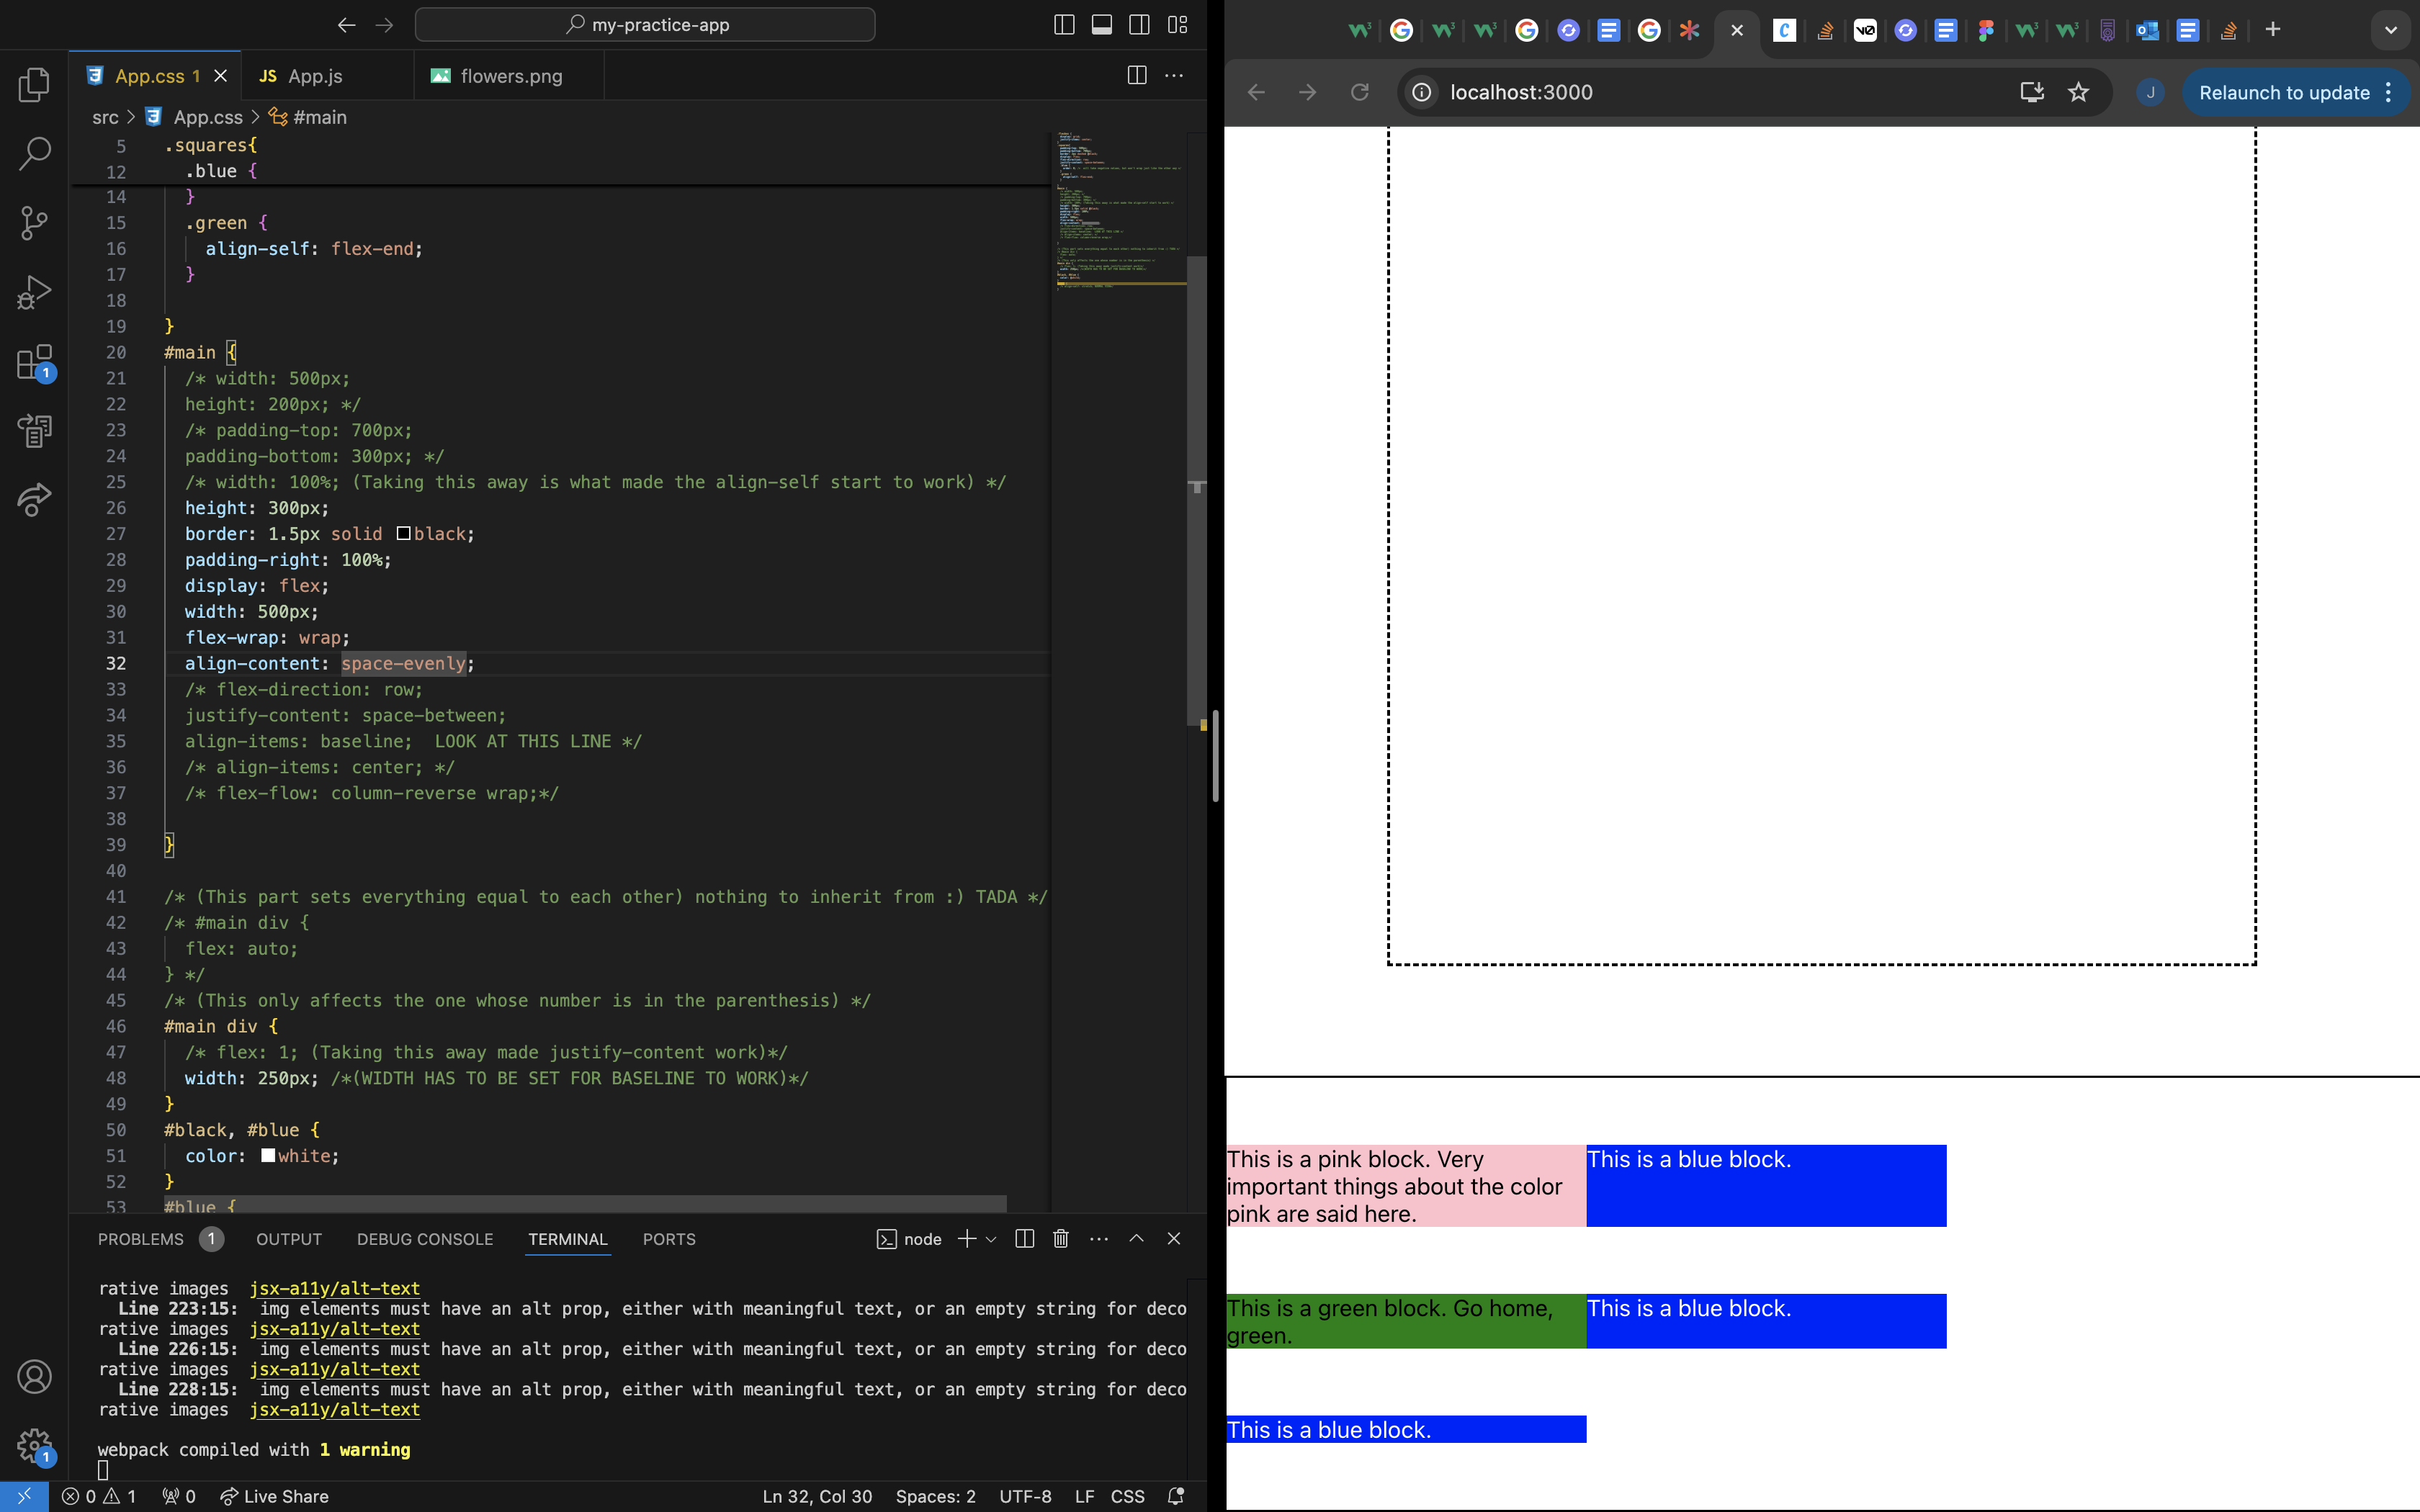 my-practice-app
App.css 1
JS App.js
flowers.png
src > App.css > #main
5 .squares{
12 .blue {
14 }
15 .green {
16 align-self: flex-end;
17 }
18
19 }
20 #main {
21 /* width: 500px;
22 height: 200px; */
23 /* padding-top: 700px;
24 padding-bottom: 300px; */
25 /* width: 100%; (Taking this away is what made the align-self start to work) */
26 height: 300px;
27 border: 1.5px solid black;
28 padding-right: 100%;
29 display: flex;
30 width: 500px;
31 flex-wrap: wrap;
32 align-content: space-evenly;
33 /* flex-direction: row;
34 justify-content: space-between;
35 align-items: baseline;  LOOK AT THIS LINE */
36 /* align-items: center; */
37 /* flex-flow: column-reverse wrap;*/
38
39 }
40
41 /* (This part sets everything equal to each other) nothing to inherit from :) TADA */
42 /* #main div {
43 flex: auto;
44 } */
45 /* (This only affects the one whose number is in the parenthesis) */
46 #main div {
47 /* flex: 1; (Taking this away made justify-content work)*/
48 width: 250px; /*(WIDTH HAS TO BE SET FOR BASELINE TO WORK)*/
49 }
50 #black, #blue {
51 color: white;
52 }
53 #blue {
1
PROBLEMS 1 OUTPUT DEBUG CONSOLE TERMINAL PORTS node
rative images  jsx-a11y/alt-text
Line 223:15:  img elements must have an alt prop, either with meaningful text, or an empty string for deco
rative images  jsx-a11y/alt-text
Line 226:15:  img elements must have an alt prop, either with meaningful text, or an empty string for deco
rative images  jsx-a11y/alt-text
Line 228:15:  img elements must have an alt prop, either with meaningful text, or an empty string for deco
rative images  jsx-a11y/alt-text
webpack compiled with 1 warning
1
0 1 0 Live Share Ln 32, Col 30 Spaces: 2 UTF-8 LF CSS
localhost:3000
J
Relaunch to update
This is a pink block. Very
important things about the color
pink are said here.
This is a blue block.
This is a green block. Go home,
green.
This is a blue block.
This is a blue block.